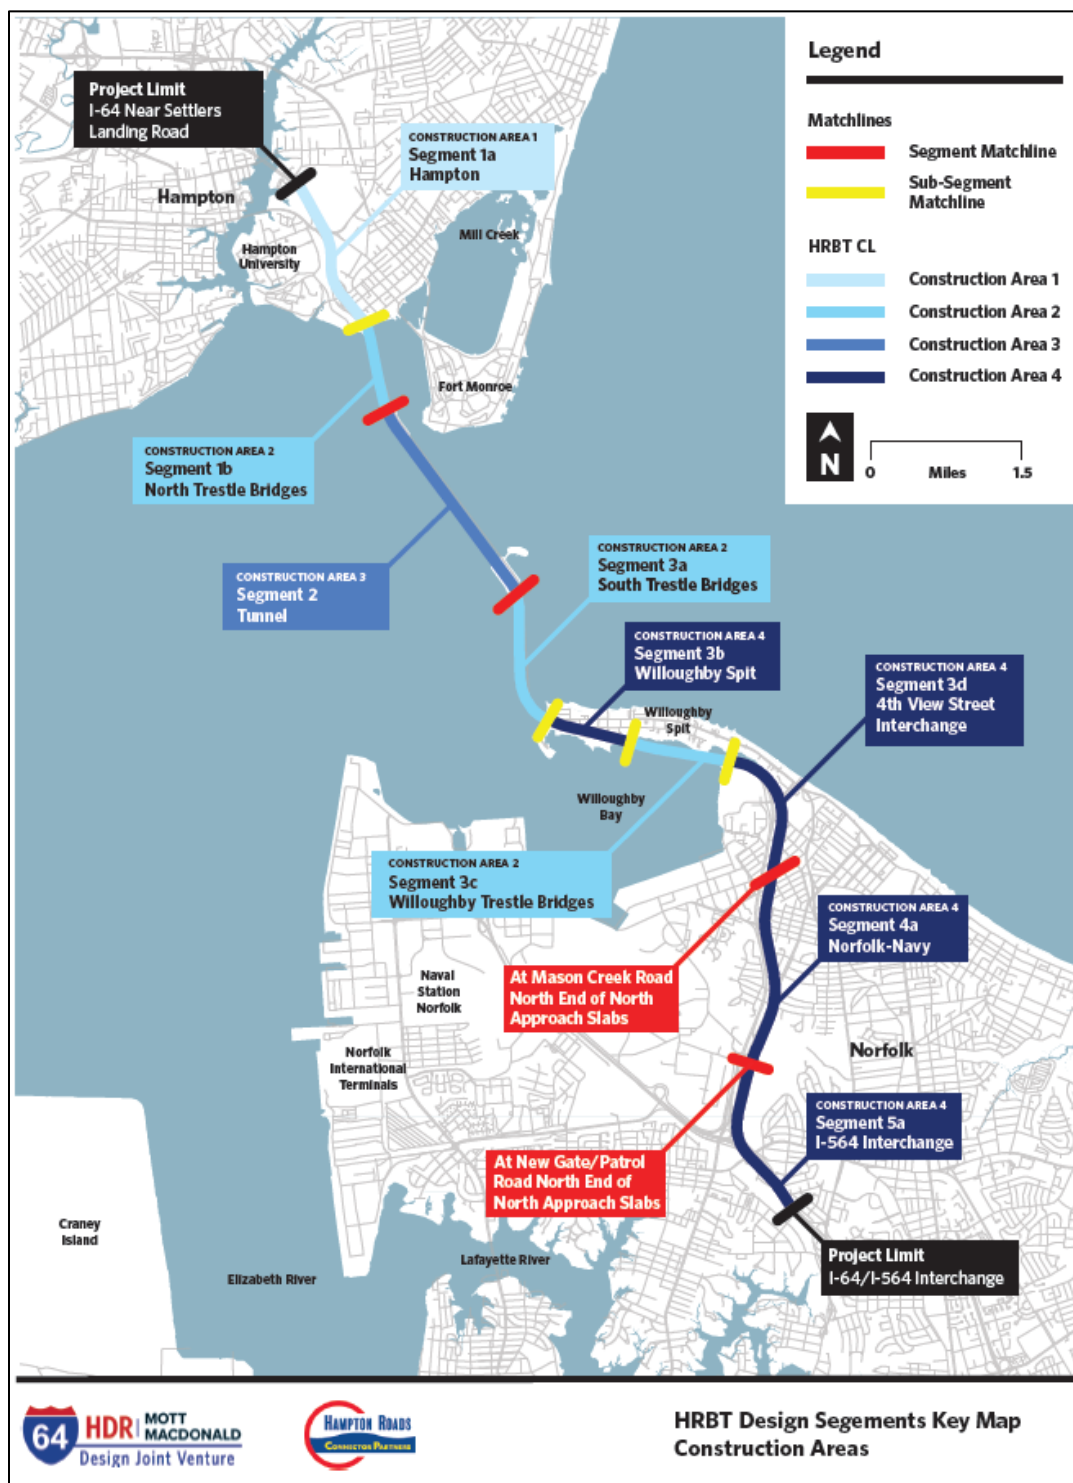 Project Limit
I-64 Near Settlers
Landing Road
CONSTRUCTION AREA 1
Segment 1a
Hampton
Hampton
Hampton
University
Mill Creek
Fort Monroe
Legend
Matchlines
Segment Matchline
Sub-Segment
Matchline
HRBT CL
Construction Area 1
Construction Area 2
Construction Area 3
Construction Area 4
N
0 Miles 1.5
CONSTRUCTION AREA 2
Segment 1b
North Trestle Bridges
CONSTRUCTION AREA 3
Segment 2
Tunnel
CONSTRUCTION AREA 2
Segment 3a
South Trestle Bridges
CONSTRUCTION AREA 4
Segment 3b
Willoughby Spit
CONSTRUCTION AREA 4
Segment 3d
4th View Street
Interchange
Willoughby
Spit
Willoughby
Bay
CONSTRUCTION AREA 2
Segment 3c
Willoughby Trestle Bridges
CONSTRUCTION AREA 4
Segment 4a
Norfolk-Navy
At Mason Creek Road
North End of North
Approach Slabs
Naval
Station
Norfolk
Norfolk
International
Terminals
Norfolk
CONSTRUCTION AREA 4
Segment 5a
I-564 Interchange
At New Gate/Patrol
Road North End of
North Approach Slabs
Project Limit
I-64/I-564 Interchange
Craney
Island
Elizabeth River
Lafayette River
64
HDR
MOTT
MACDONALD
Design Joint Venture
HAMPTON ROADS
CONNECTOR PARTNERS
HRBT Design Segements Key Map
Construction Areas